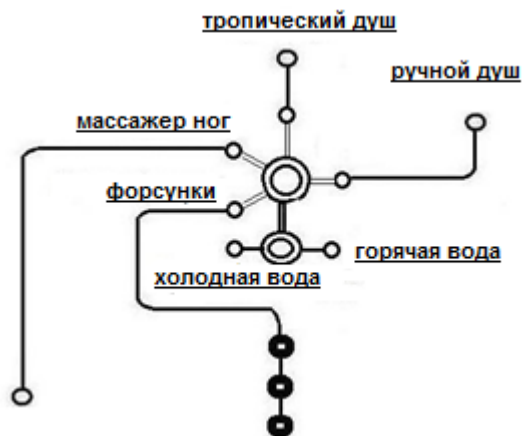 тропический душ
ручной душ
массажер ног
форсунки
горячая вода
холодная вода